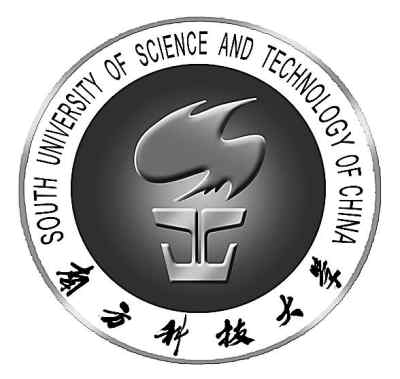 SOUTH UNIVERSITY OF SCIENCE AND TECHNOLOGY OF CHINA
南方科技大学